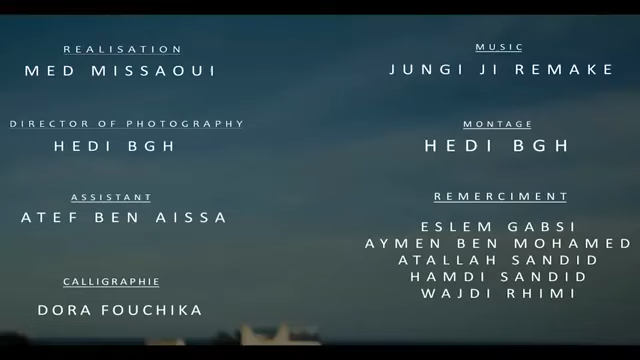 REALISATION
MED MISSAOUI
DIRECTOR OF PHOTOGRAPHY
HEDI BGH
ASSISTANT
ATEF BEN AISSA
CALLIGRAPHIE
DORA FOUCHIKA
MUSIC
JUNGI JI REMAKE
MONTAGE
HEDI BGH
REMERCIMENT
ESLEM GABSI
AYMEN BEN MOHAMED
ATALLAH SANDID
HAMDI SANDID
WAJDI RHIMI